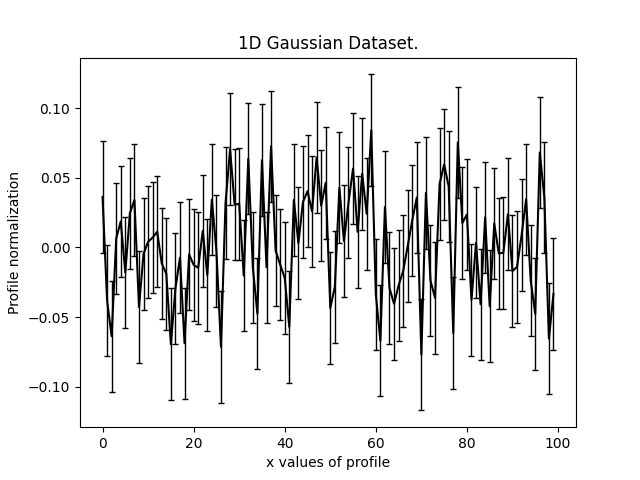 1D Gaussian Dataset.
0.10
0.05
0.00
−0.05
−0.10
Profile normalization
0 20 40 60 80 100
x values of profile